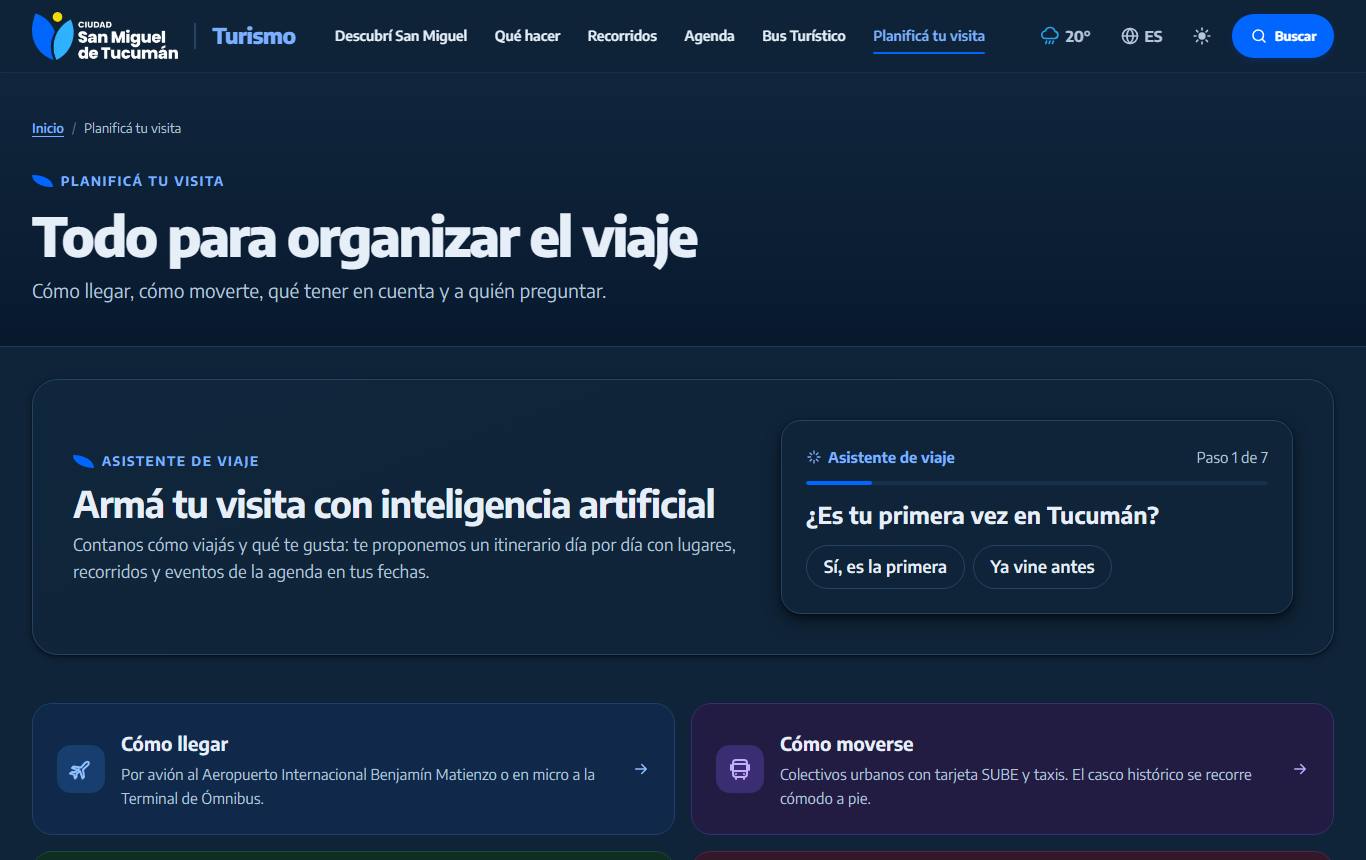 CIUDAD
San Miguel
de Tucumán
Turismo
Descubrí San Miguel
Qué hacer
Recorridos
Agenda
Bus Turístico
Planificá tu visita
20°
ES
Buscar
Inicio / Planificá tu visita
PLANIFICÁ TU VISITA
Todo para organizar el viaje
Cómo llegar, cómo moverte, qué tener en cuenta y a quién preguntar.
ASISTENTE DE VIAJE
Armá tu visita con inteligencia artificial
Contanos cómo viajás y qué te gusta: te proponemos un itinerario día por día con lugares,
recorridos y eventos de la agenda en tus fechas.
Asistente de viaje
Paso 1 de 7
¿Es tu primera vez en Tucumán?
Sí, es la primera
Ya vine antes
Cómo llegar
Por avión al Aeropuerto Internacional Benjamín Matienzo o en micro a la
Terminal de Ómnibus.
Cómo moverse
Colectivos urbanos con tarjeta SUBE y taxis. El casco histórico se recorre
cómodo a pie.